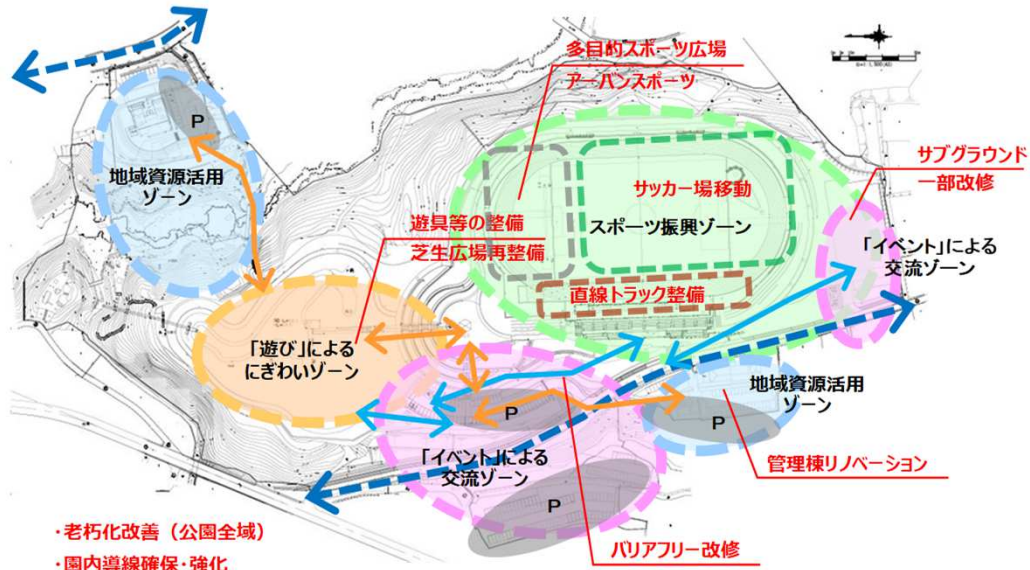 多目的スポーツ広場
アーバンスポーツ
P
地域資源活用
ゾーン
サッカー場移動
スポーツ振興ゾーン
サブグラウンド
一部改修
遊具等の整備
芝生広場再整備
「イベント」による
交流ゾーン
直線トラック整備
「遊び」による
にぎわいゾーン
地域資源活用
ゾーン
P
P
「イベント」による
交流ゾーン
管理棟リノベーション
P
バリアフリー改修
・老朽化改善（公園全域）
・園内導線確保・強化